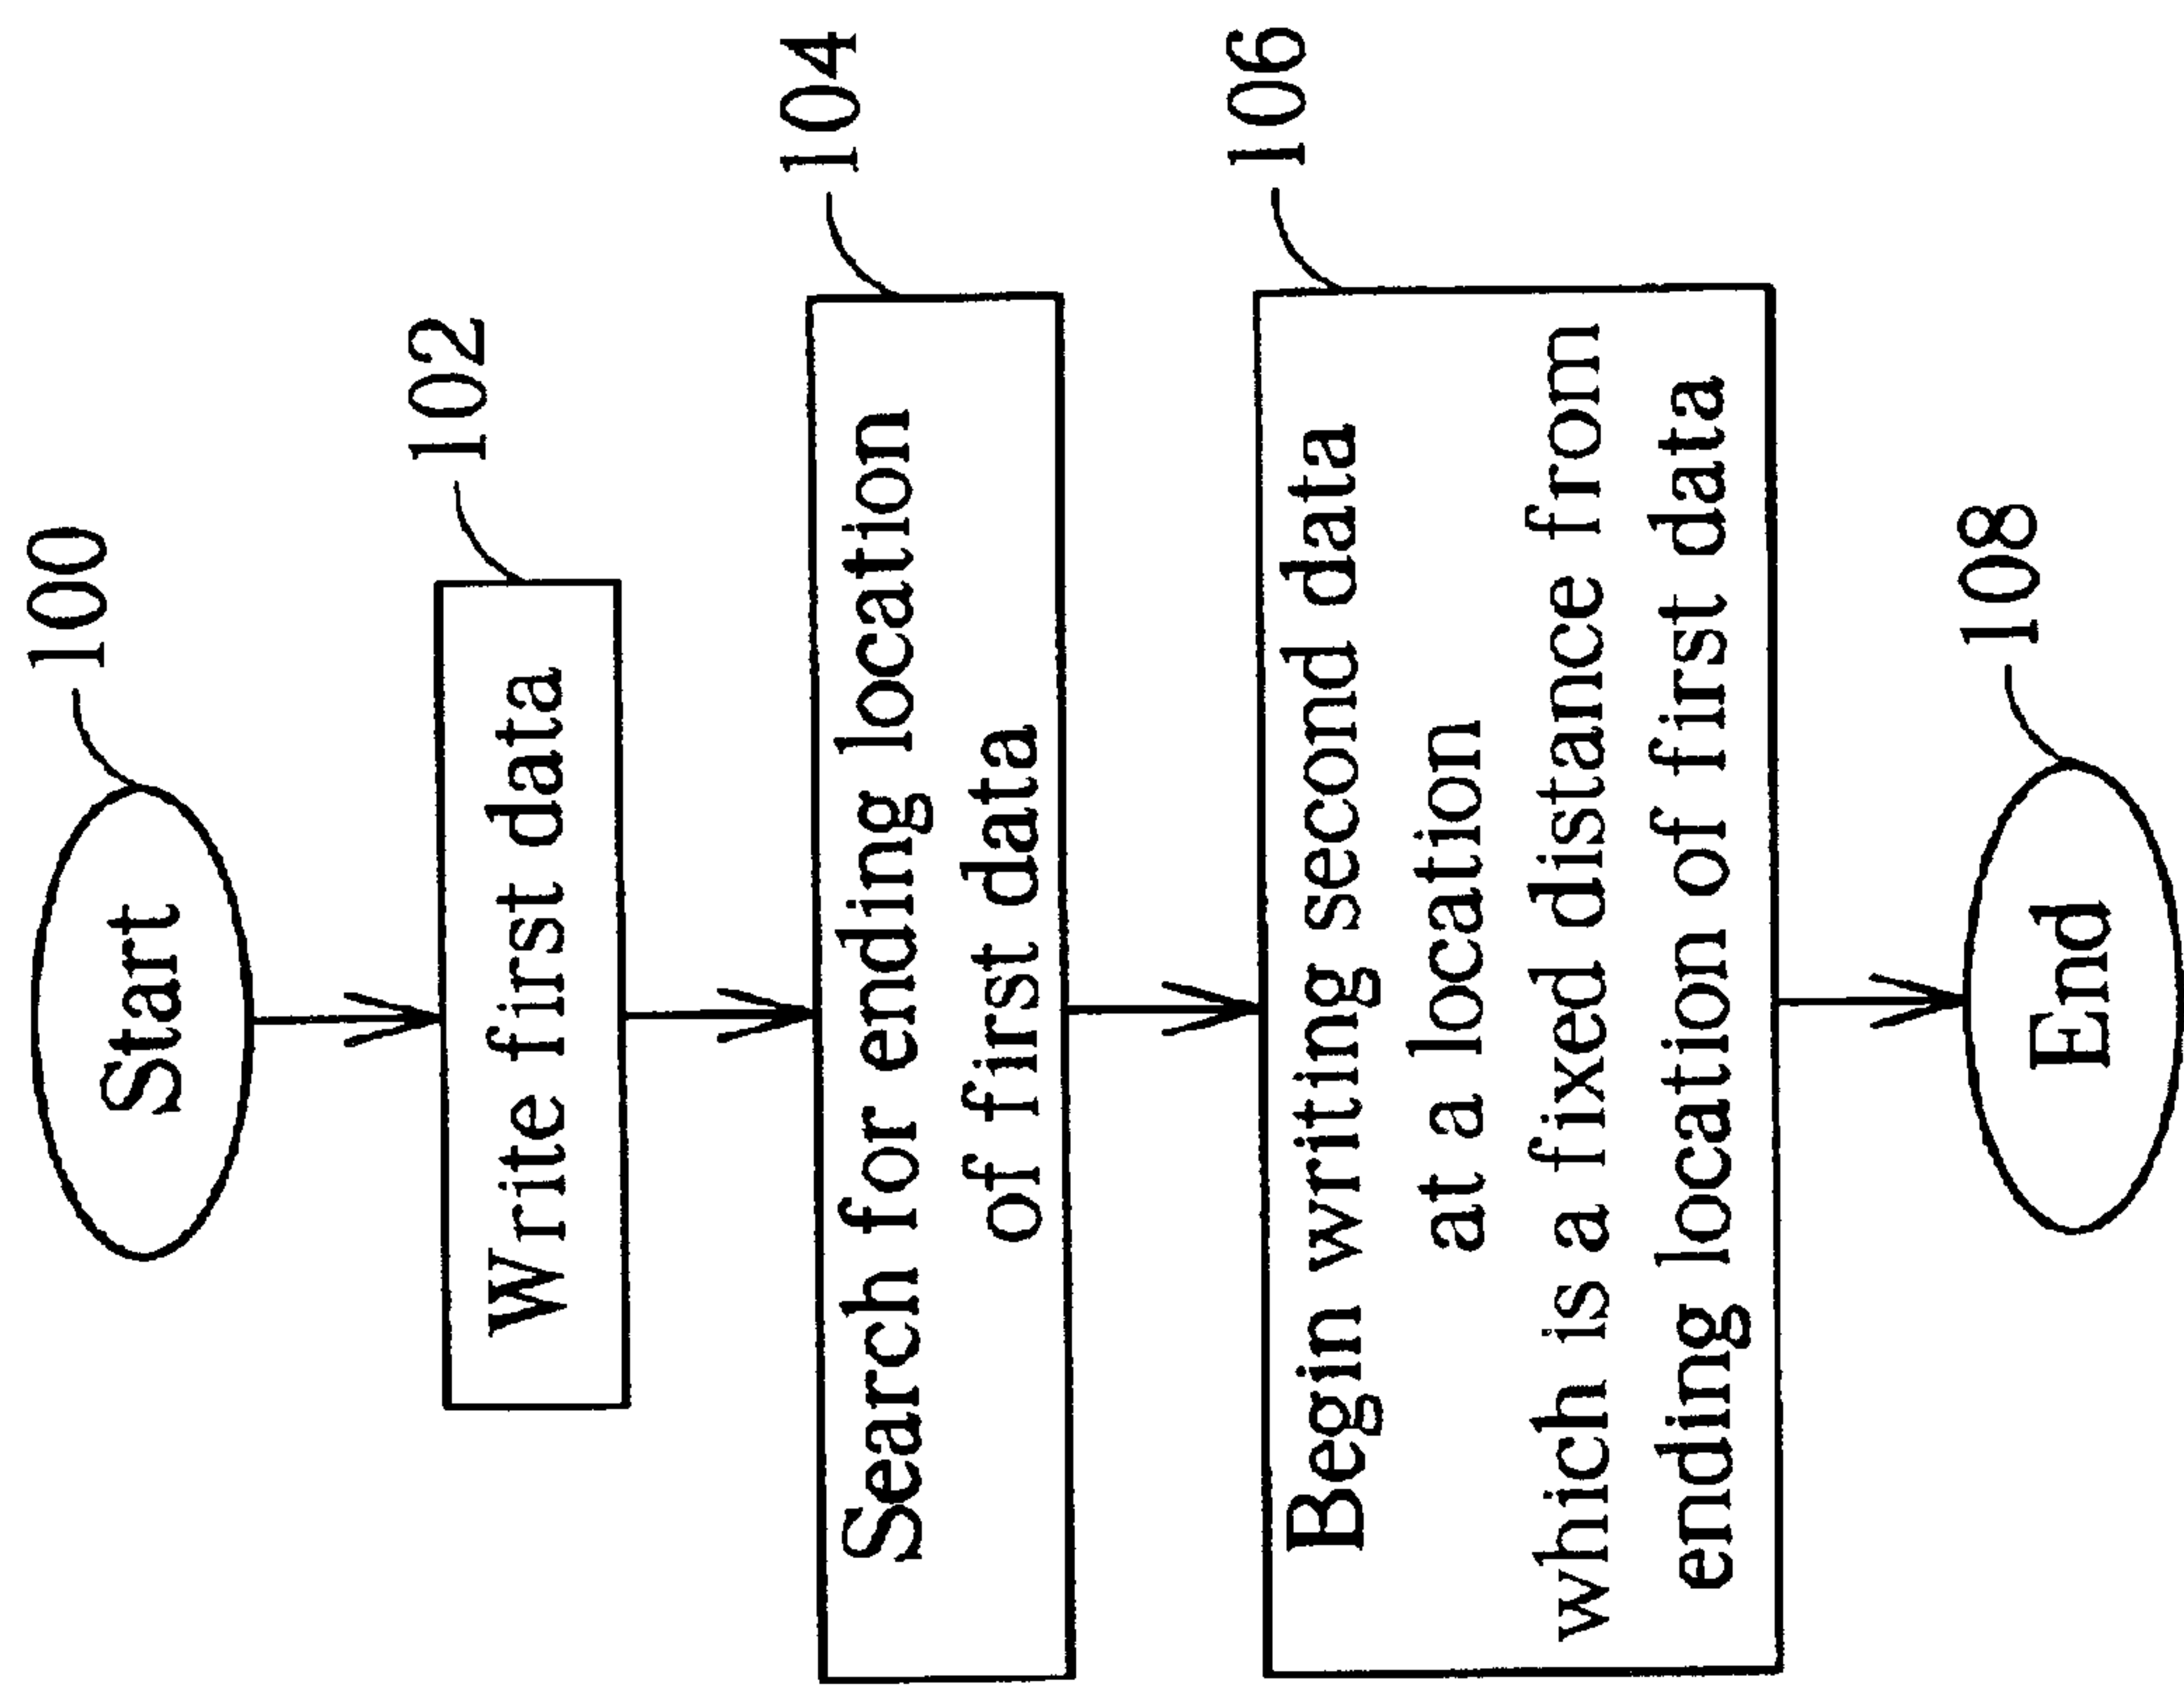 100
Start
102
Write first data
104
Search for ending location
of first data
106
Begin writing second data
at a location
which is a fixed distance from
ending location of first data
108
End